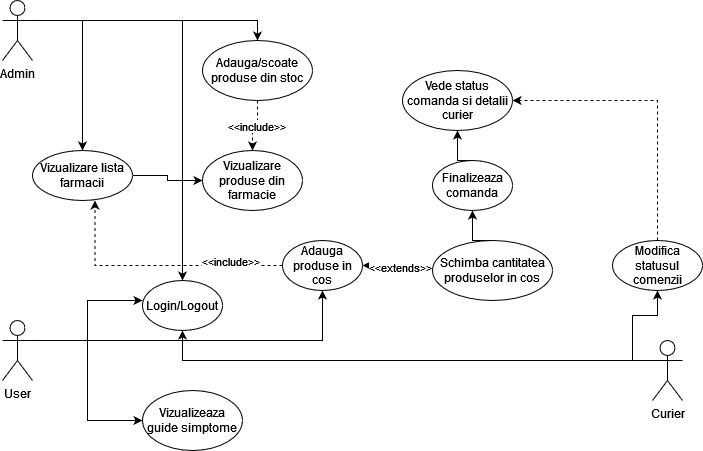 Admin
Adauga/scoate
produse din stoc
Vede status
comanda si detalii
curier
<<include>>
Vizualizare lista
farmacii
Vizualizare
produse din
farmacie
Finalizeaza
comanda
<<include>>
Adauga
produse in
cos
<<extends>>
Schimba cantitatea
produselor in cos
Modifica
statusul
comenzii
Login/Logout
User
Curier
Vizualizeaza
guide simptome